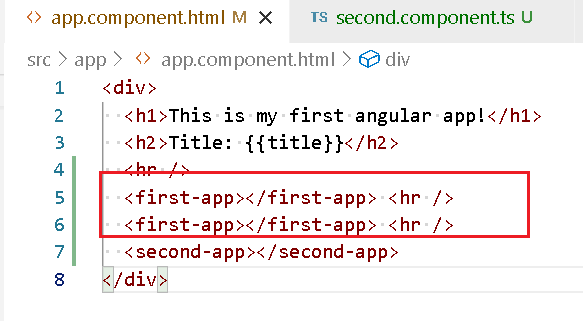 <> app.component.html M × TS second.component.ts U
src > app > <> app.component.html > div
1 <div>
2 <h1>This is my first angular app!</h1>
3 <h2>Title: {{title}}</h2>
4 <hr />
5 <first-app></first-app> <hr />
6 <first-app></first-app> <hr />
7 <second-app></second-app>
8 </div>